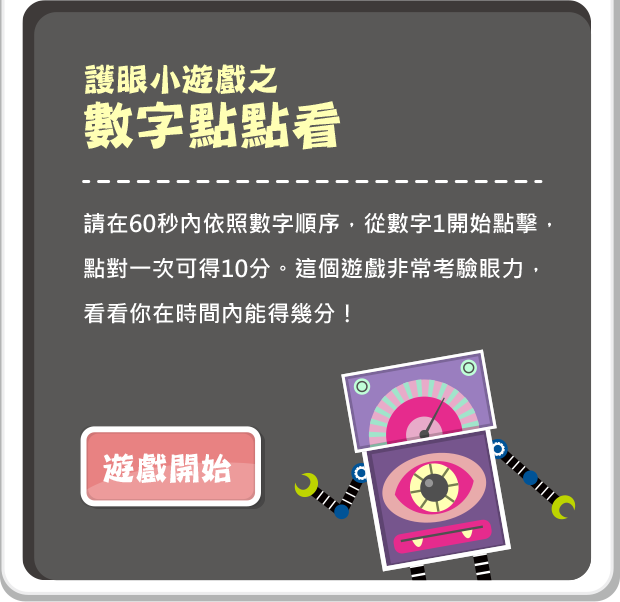 護眼小遊戲之
數字點點看
請在60秒內依照數字順序，從數字1開始點擊，
點對一次可得10分。這個遊戲非常考驗眼力，
看看你在時間內能得幾分！
遊戲開始